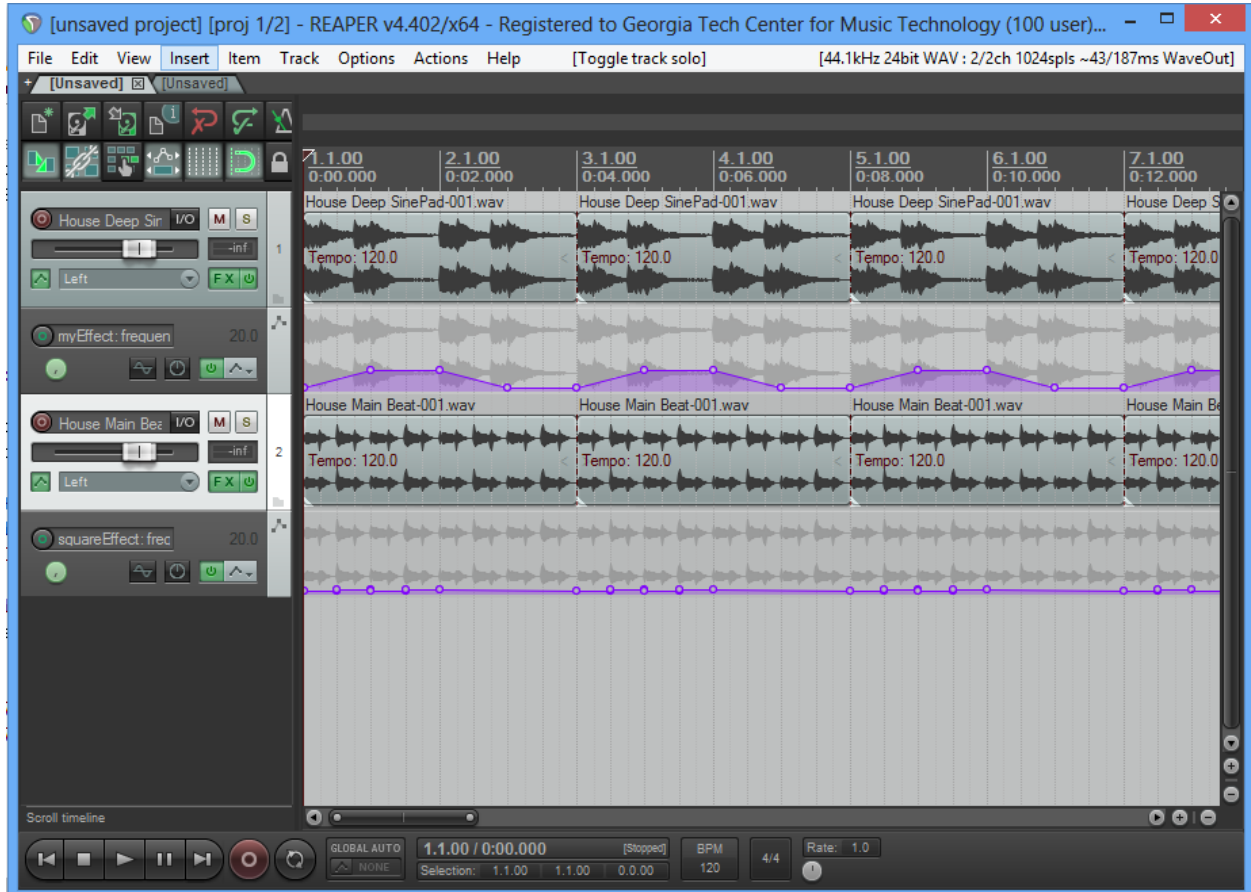 [unsaved project] [proj 1/2] - REAPER v4.402/x64 - Registered to Georgia Tech Center for Music Technology (100 user)...
File Edit View Insert Item Track Options Actions Help [Toggle track solo] [44.1kHz 24bit WAV : 2/2ch 1024spls ~43/187ms WaveOut]
+ [Unsaved] [Unsaved]
1.1.00 2.1.00 3.1.00 4.1.00 5.1.00 6.1.00 7.1.00
0:00.000 0:02.000 0:04.000 0:06.000 0:08.000 0:10.000 0:12.000
House Deep SinePad-001.wav House Deep SinePad-001.wav House Deep SinePad-001.wav House Deep S
House Deep Sin I/O M S
-inf 1
Tempo: 120.0 Tempo: 120.0 Tempo: 120.0 Tempo: 120.0
Left FX
myEffect: frequen 20.0
House Main Beat-001.wav House Main Beat-001.wav House Main Beat-001.wav House Main Be
House Main Bea I/O M S
-inf 2
Tempo: 120.0 Tempo: 120.0 Tempo: 120.0 Tempo: 120.0
Left FX
squareEffect: frec 20.0
Scroll timeline
GLOBAL AUTO 1.1.00 / 0:00.000 [Stopped] BPM 4/4 Rate: 1.0
NONE Selection: 1.1.00 1.1.00 0.0.00 120